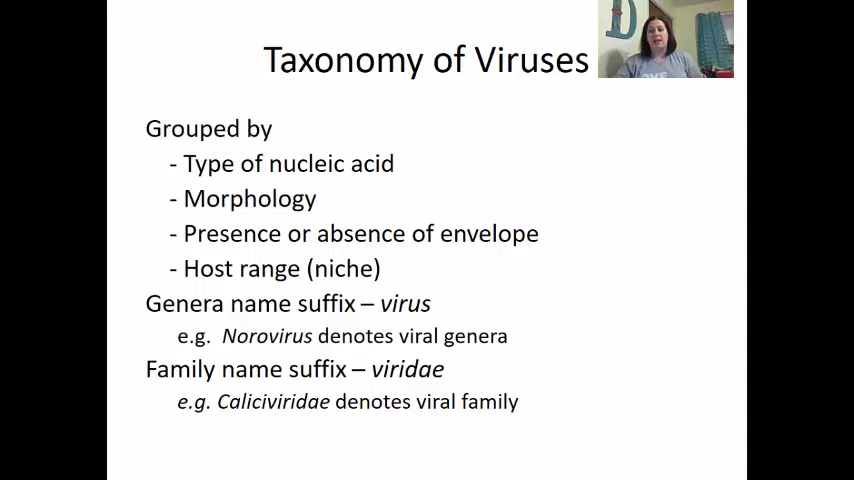 Taxonomy of Viruses
D
Grouped by
- Type of nucleic acid
- Morphology
- Presence or absence of envelope
- Host range (niche)
Genera name suffix – virus
e.g. Norovirus denotes viral genera
Family name suffix – viridae
e.g. Caliciviridae denotes viral family